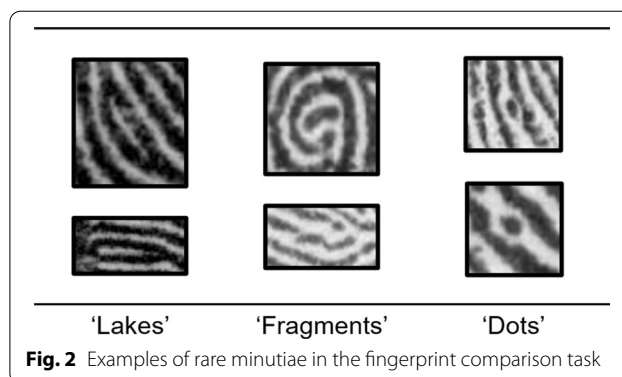 'Lakes' 'Fragments' 'Dots'
Fig. 2 Examples of rare minutiae in the fingerprint comparison task